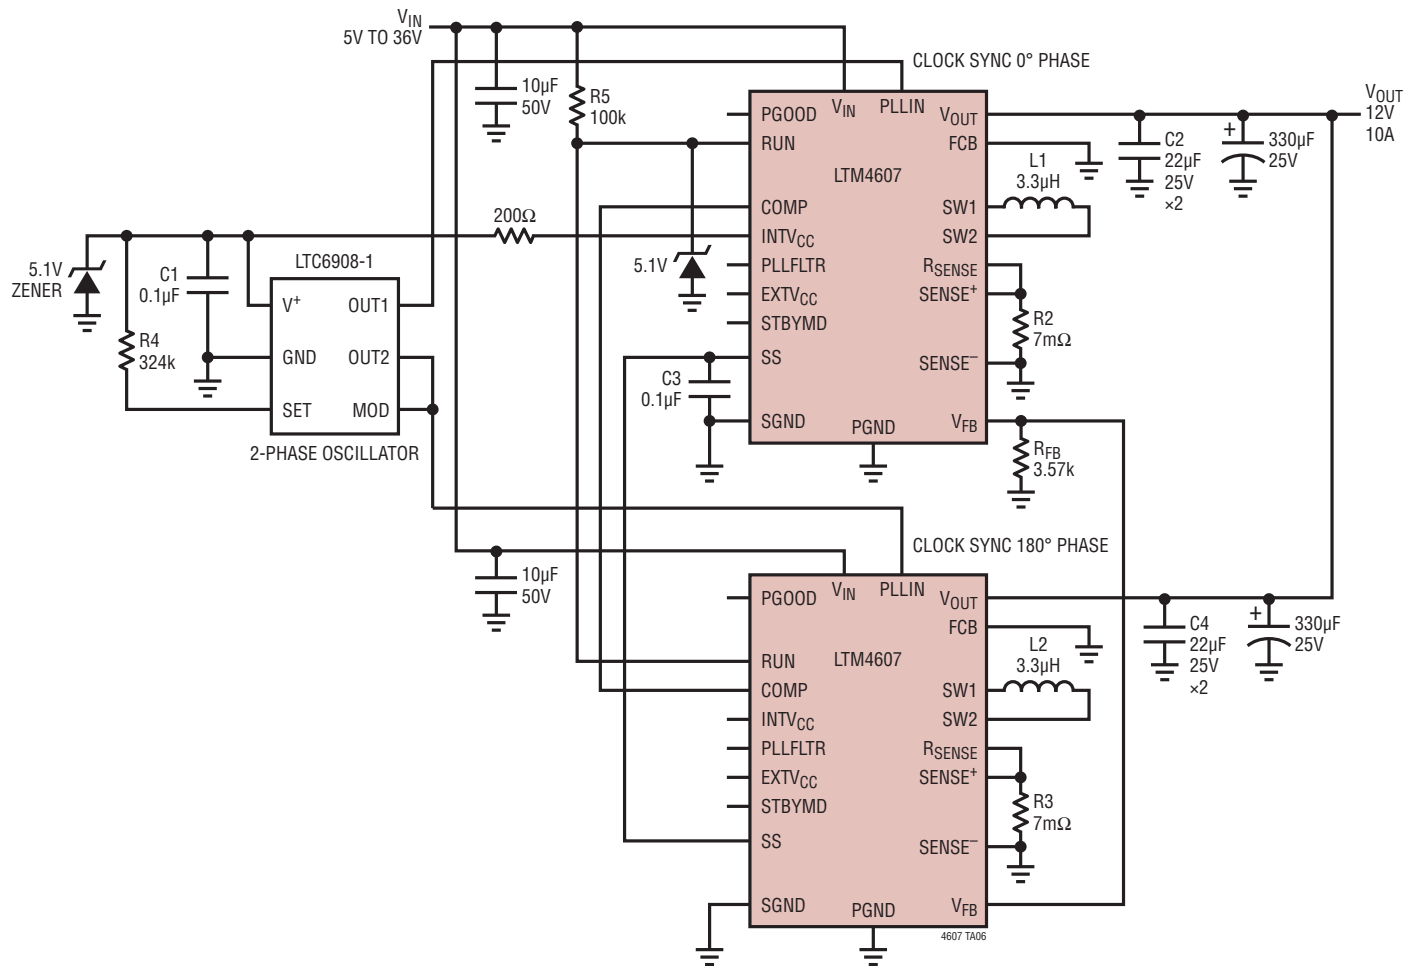 VIN
5V TO 36V
CLOCK SYNC 0° PHASE
10µF
50V
R5
100k
VOUT
12V
10A
PGOOD
VIN
PLLIN
VOUT
RUN
FCB
LTM4607
COMP
SW1
INTVCC
SW2
PLLFLTR
RSENSE
EXTVCC
SENSE+
STBYMD
SS
SENSE–
SGND
PGND
VFB
L1
3.3µH
C2
22µF
25V
×2
+
330µF
25V
200Ω
5.1V
5.1V
ZENER
C1
0.1µF
R4
324k
LTC6908-1
V+
OUT1
GND
OUT2
SET
MOD
2-PHASE OSCILLATOR
R2
7mΩ
C3
0.1µF
RFB
3.57k
CLOCK SYNC 180° PHASE
10µF
50V
PGOOD
VIN
PLLIN
VOUT
FCB
RUN
LTM4607
COMP
SW1
INTVCC
SW2
PLLFLTR
RSENSE
EXTVCC
SENSE+
STBYMD
SS
SENSE–
SGND
PGND
VFB
L2
3.3µH
C4
22µF
25V
×2
+
330µF
25V
R3
7mΩ
4607 TA06